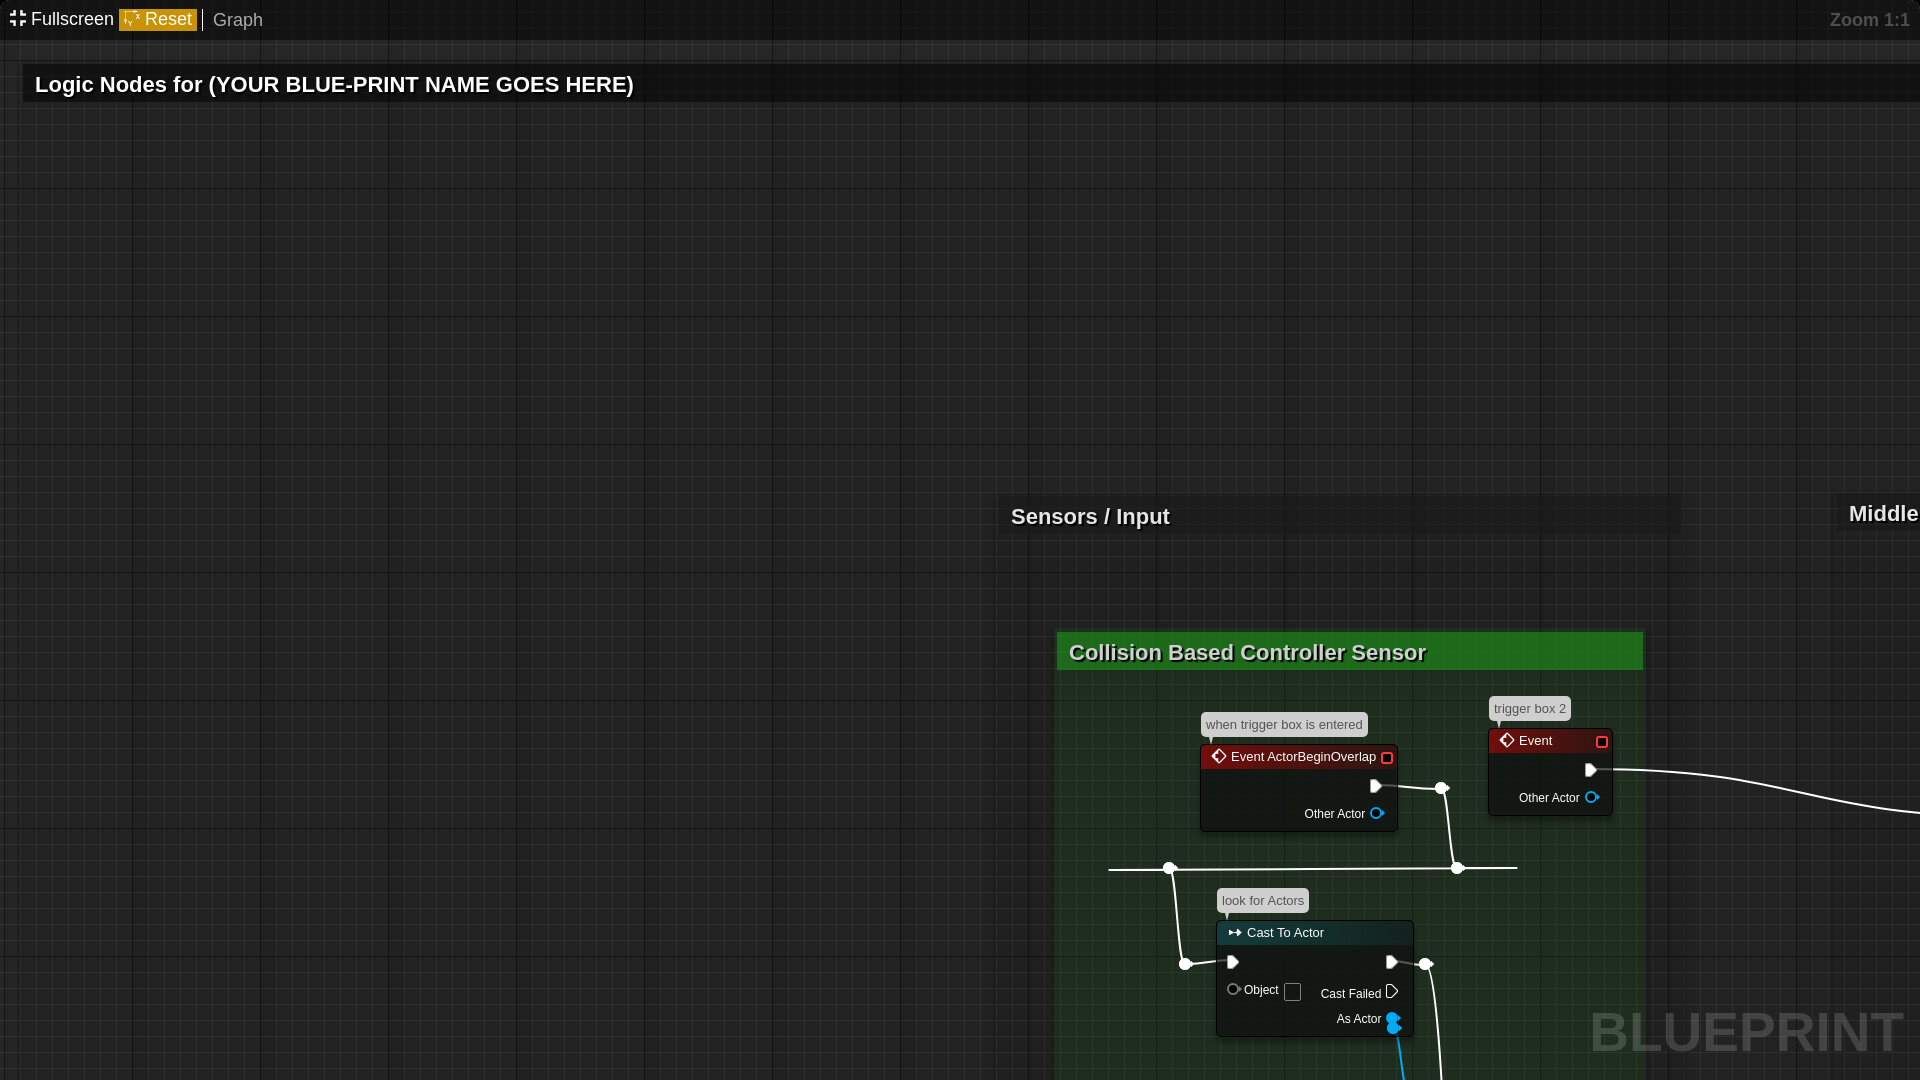 Fullscreen Reset Graph Zoom 1:1
Logic Nodes for (YOUR BLUE-PRINT NAME GOES HERE)
Sensors / Input
Middle
Collision Based Controller Sensor
trigger box 2
when trigger box is entered
Event
Event ActorBeginOverlap
Other Actor
Other Actor
look for Actors
Cast To Actor
Object Cast Failed
As Actor
BLUEPRINT